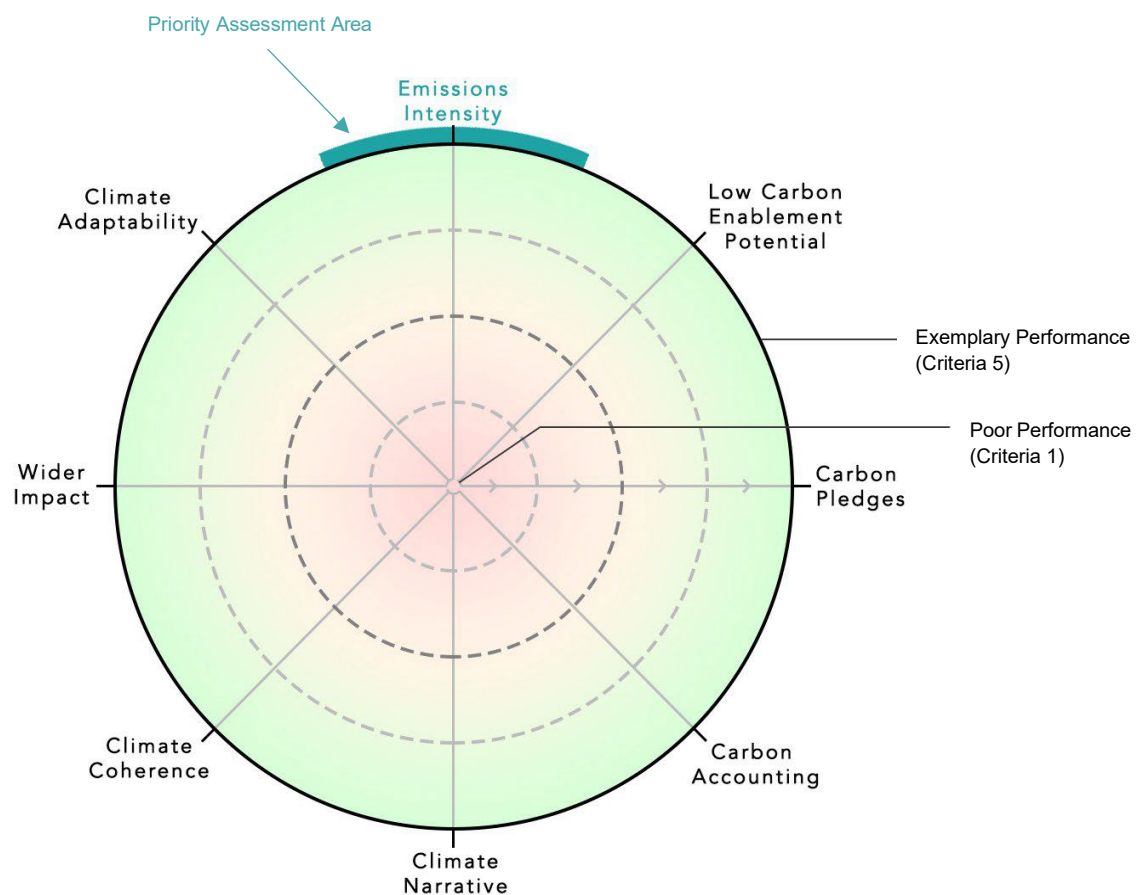 Priority Assessment Area
Emissions
Intensity
Climate
Adaptability
Low Carbon
Enablement
Potential
Exemplary Performance
(Criteria 5)
Poor Performance
(Criteria 1)
Wider
Impact
Carbon
Pledges
Climate
Coherence
Carbon
Accounting
Climate
Narrative